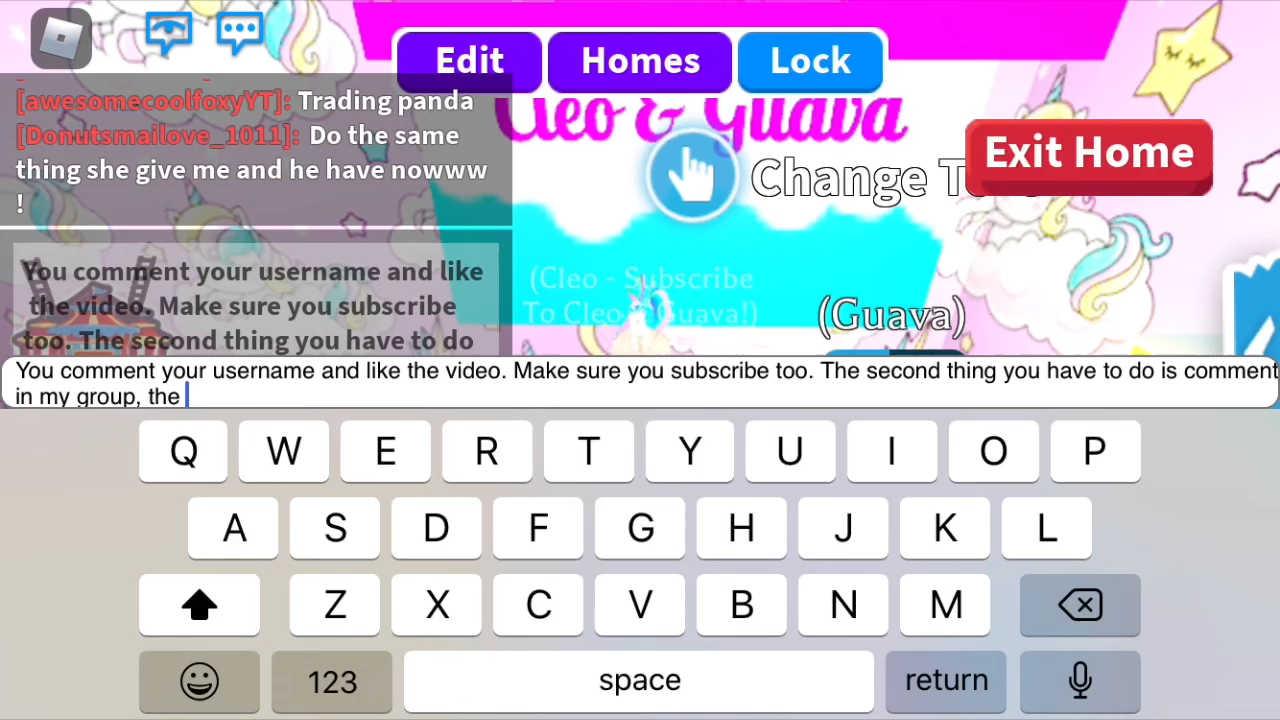 Edit Homes Lock
[awesomecoolfoxyYT]: Trading panda
[Donutsmailove_1011]: Do the same
thing she give me and he have nowww
!
Cleo & Guava
Change
Exit Home
You comment your username and like
the video. Make sure you subscribe
too. The second thing you have to do
(Cleo - Subscribe
To Cleo & Guava!)
(Guava)
You comment your username and like the video. Make sure you subscribe too. The second thing you have to do is comment
in my group, the
Q W E R T Y U I O P
A S D F G H J K L
Z X C V B N M
123 space return